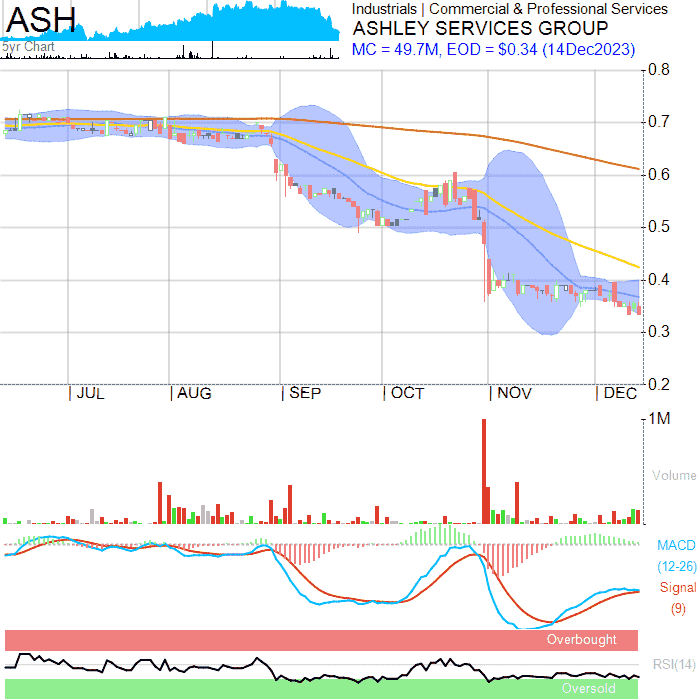 ASH
5yr Chart
Industrials | Commercial & Professional Services
ASHLEY SERVICES GROUP
MC = 49.7M, EOD = $0.34 (14Dec2023)
0.8
0.7
0.6
0.5
0.4
0.3
0.2
JUL AUG SEP OCT NOV DEC
1M
Volume
MACD
(12-26)
Signal
(9)
Overbought
RSI(14)
Oversold